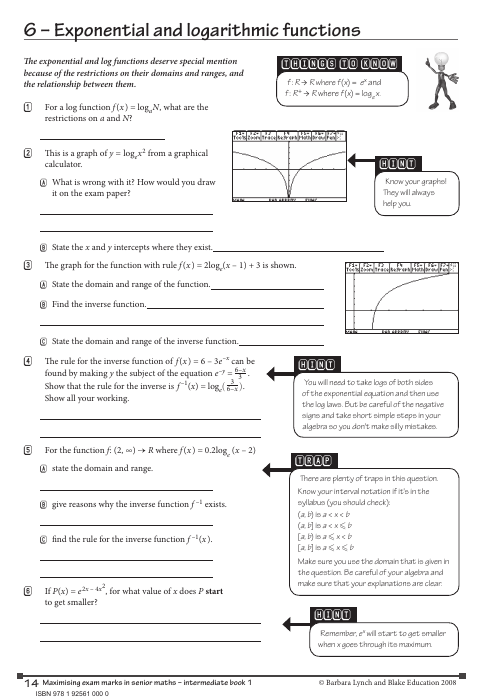 6 – Exponential and logarithmic functions
The exponential and log functions deserve special mention
because of the restrictions on their domains and ranges, and
the relationship between them.
THINGS TO KNOW
f : R → R where f(x) = eˣ and
f : R⁺ → R where f(x) = logₑx.
1 For a log function f(x) = logₐN, what are the
restrictions on a and N?
2 This is a graph of y = logₑx² from a graphical
calculator.
A What is wrong with it? How would you draw
it on the exam paper?
HINT
Know your graphs!
They will always
help you.
B State the x and y intercepts where they exist.
3 The graph for the function with rule f(x) = 2logₑ(x – 1) + 3 is shown.
A State the domain and range of the function.
B Find the inverse function.
C State the domain and range of the inverse function.
4 The rule for the inverse function of f(x) = 6 – 3e⁻ˣ can be
found by making y the subject of the equation e⁻ʸ = (6–x)/3.
Show that the rule for the inverse is f⁻¹(x) = logₑ(3/(6–x)).
Show all your working.
HINT
You will need to take logs of both sides
of the exponential equation and then use
the log laws. But be careful of the negative
signs and take short simple steps in your
algebra so you don't make silly mistakes.
5 For the function f: (2, ∞) → R where f(x) = 0.2logₑ(x – 2)
A state the domain and range.
B give reasons why the inverse function f⁻¹ exists.
C find the rule for the inverse function f⁻¹(x).
TRAP
There are plenty of traps in this question.
Know your interval notation if it's in the
syllabus (you should check):
(a, b) is a < x < b
(a, b] is a < x ⩽ b
[a, b) is a ⩽ x < b
[a, b] is a ⩽ x ⩽ b
Make sure you use the domain that is given in
the question. Be careful of your algebra and
make sure that your explanations are clear.
6 If P(x) = e^(2x – 4x²), for what value of x does P start
to get smaller?
HINT
Remember, eˣ will start to get smaller
when x goes through its maximum.
14 Maximising exam marks in senior maths – intermediate book 1
© Barbara Lynch and Blake Education 2008
ISBN 978 1 92561 000 0